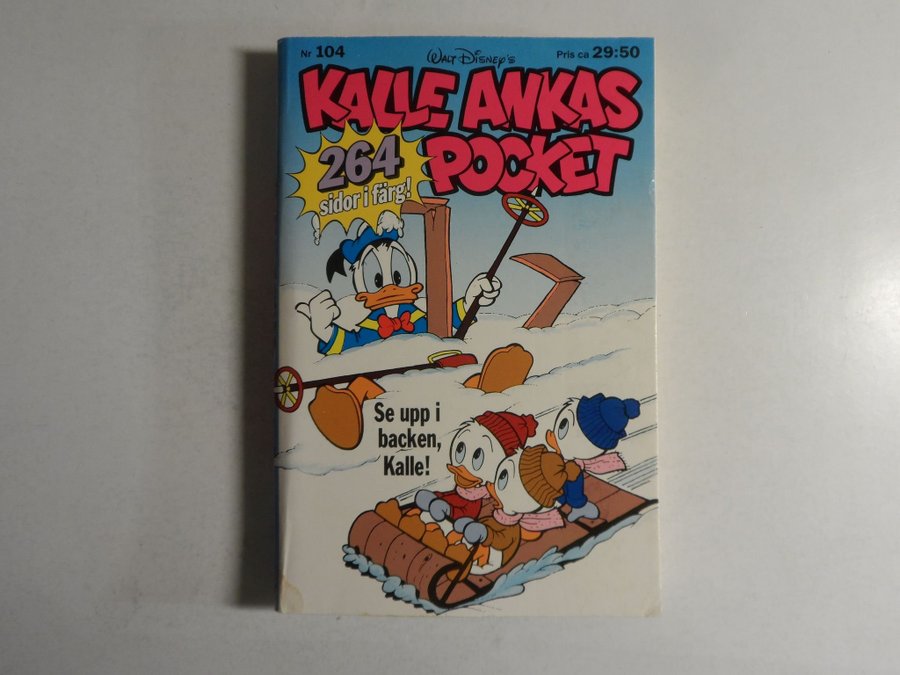 Nr 104
Walt Disney's
Pris ca 29:50
KALLE ANKAS
POCKET
264
sidor i färg!
Se upp i
backen,
Kalle!